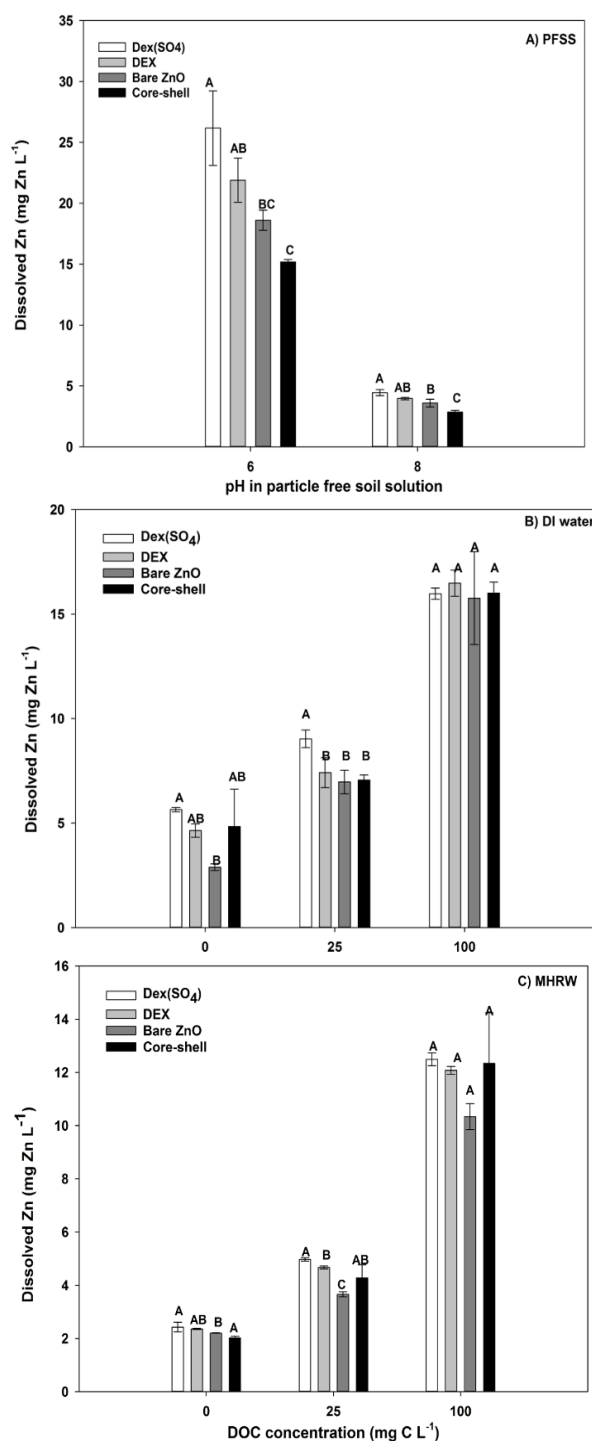 35
A) PFSS
Dex(SO4)
DEX
Bare ZnO
Core-shell
30
25
20
15
10
5
0
Dissolved Zn (mg Zn L-1)
A
AB
BC
C
A
AB
B
C
6
8
pH in particle free soil solution
20
B) DI water
Dex(SO4)
DEX
Bare ZnO
Core-shell
15
10
5
0
Dissolved Zn (mg Zn L-1)
A
AB
B
AB
A
B
B
B
A
A
A
A
0
25
100
16
C) MHRW
Dex(SO4)
DEX
Bare ZnO
Core-shell
14
12
10
8
6
4
2
0
Dissolved Zn (mg Zn L-1)
A
AB
B
A
A
B
C
AB
A
A
A
A
0
25
100
DOC concentration (mg C L-1)